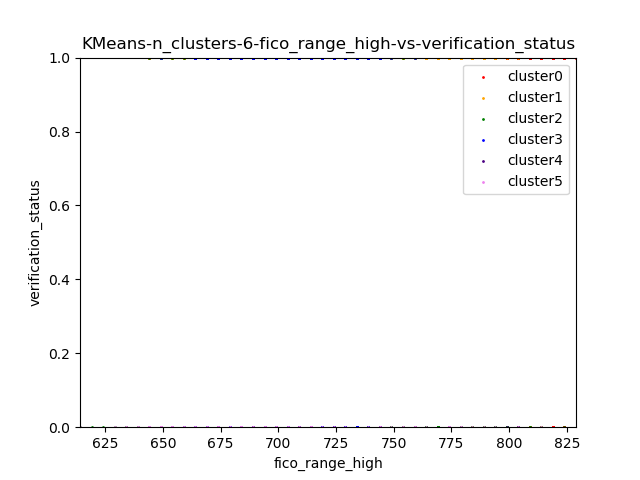 KMeans-n_clusters-6-fico_range_high-vs-verification_status
1.0
0.8
0.6
0.4
0.2
0.0
verification_status
cluster0
cluster1
cluster2
cluster3
cluster4
cluster5
625 650 675 700 725 750 775 800 825
fico_range_high